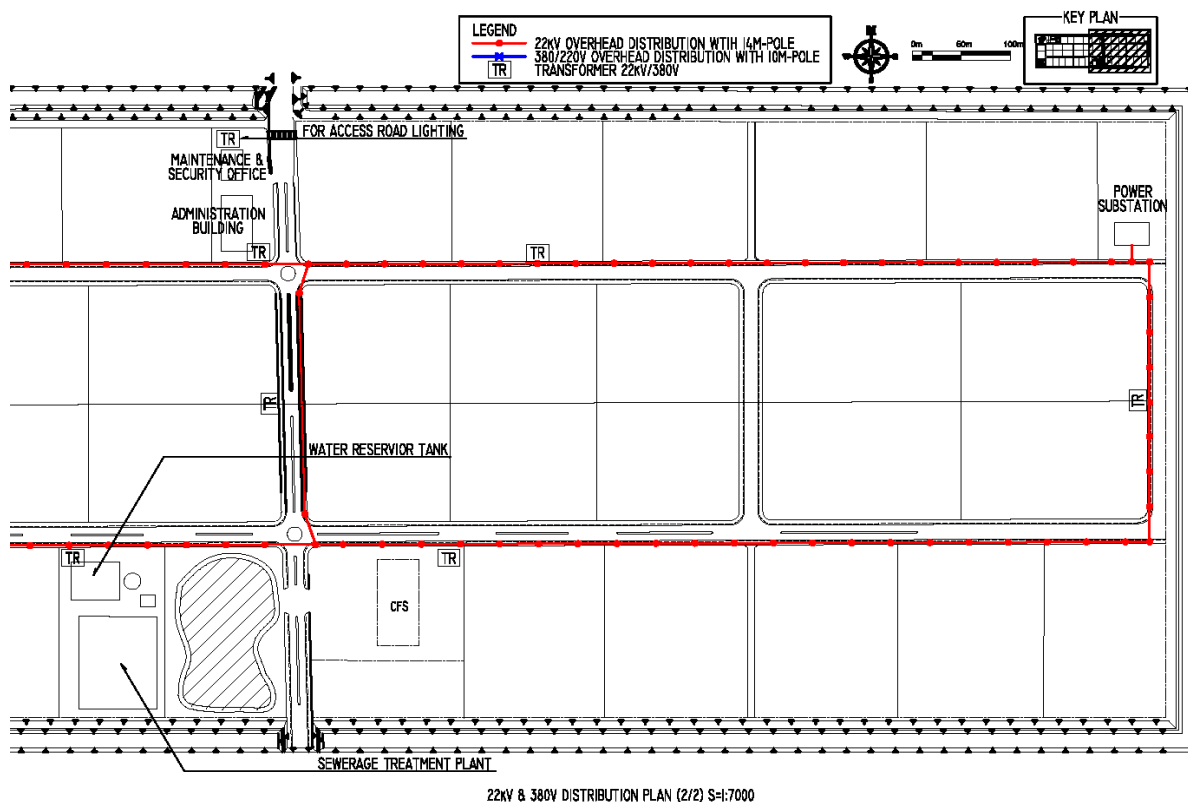 LEGEND
22KV OVERHEAD DISTRIBUTION WTIH 14M-POLE
380/220V OVERHEAD DISTRIBUTION WITH 10M-POLE
TR TRANSFORMER 22KV/380V
N
0m 60m 100m
KEY PLAN
TR
FOR ACCESS ROAD LIGHTING
MAINTENANCE &
SECURITY OFFICE
ADMINISTRATION
BUILDING
TR
TR
POWER
SUBSTATION
TR
TR
WATER RESERVIOR TANK
TR
TR
CFS
SEWERAGE TREATMENT PLANT
22KV & 380V DISTRIBUTION PLAN (2/2) S=1:7000